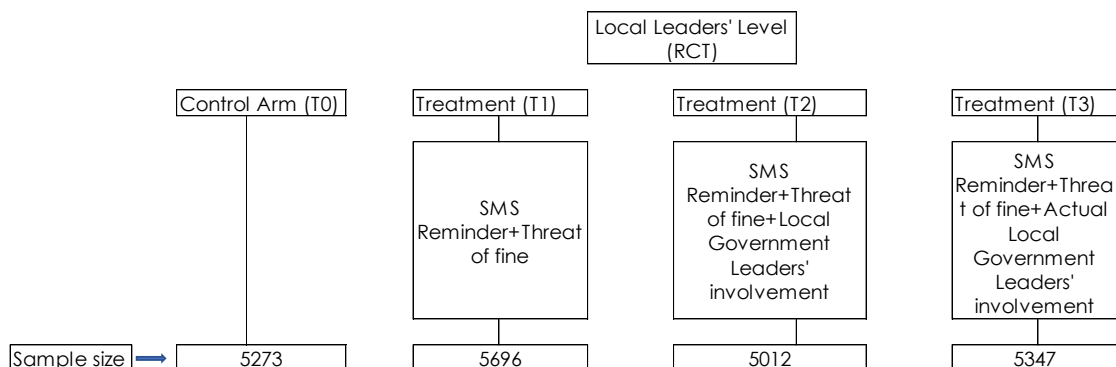 Local Leaders' Level
(RCT)
Control Arm (T0)
Treatment (T1)
Treatment (T2)
Treatment (T3)
SMS
Reminder+Threat
of fine
SMS
Reminder+Threat
of fine+Local
Government
Leaders'
involvement
SMS
Reminder+Threa
t of fine+Actual
Local
Government
Leaders'
involvement
Sample size
5273
5696
5012
5347